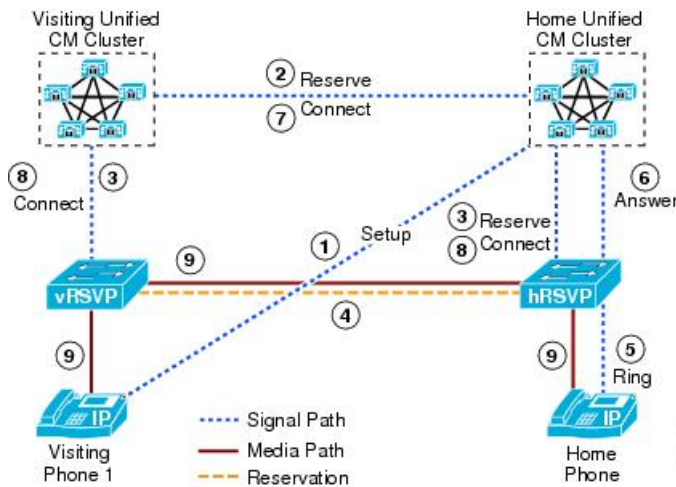 Visiting Unified
CM Cluster
Home Unified
CM Cluster
2 Reserve
7 Connect
8
Connect
3
6
Answer
3 Reserve
8 Connect
1
Setup
9
vRSVP
hRSVP
4
9
9
5
Ring
IP
IP
Visiting
Phone 1
Home
Phone
Signal Path
Media Path
Reservation